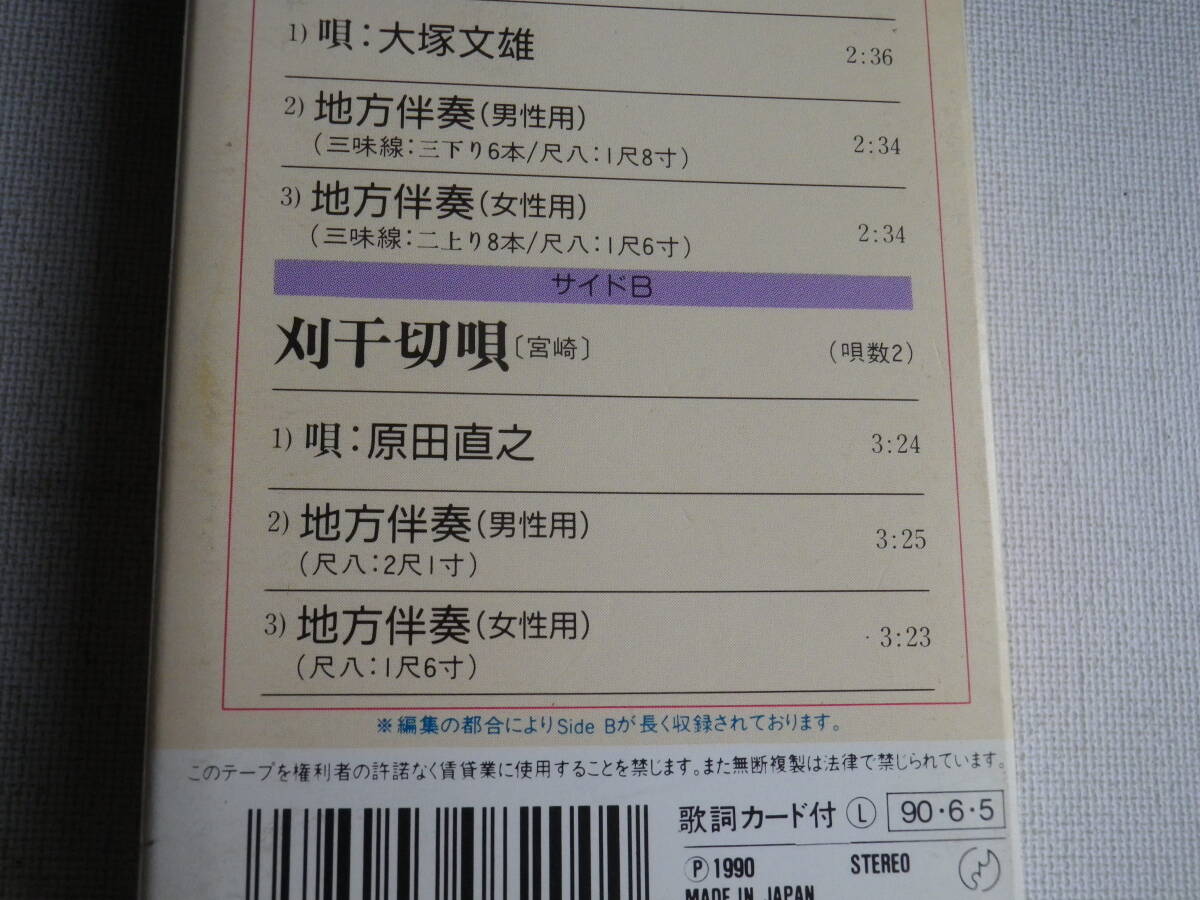 1) 唄：大塚文雄 2:36
2) 地方伴奏(男性用) 2:34
(三味線：三下り6本/尺八：1尺8寸)
3) 地方伴奏(女性用) 2:34
(三味線：二上り8本/尺八：1尺6寸)
サイドB
刈干切唄〔宮崎〕 (唄数2)
1) 唄：原田直之 3:24
2) 地方伴奏(男性用) 3:25
(尺八：2尺1寸)
3) 地方伴奏(女性用) 3:23
(尺八：1尺6寸)
※編集の都合によりSide Bが長く収録されております。
このテープを権利者の許諾なく賃貸業に使用することを禁じます。また無断複製は法律で禁じられています。
歌詞カード付 Ⓛ 90・6・5
Ⓟ1990 STEREO
MADE IN JAPAN